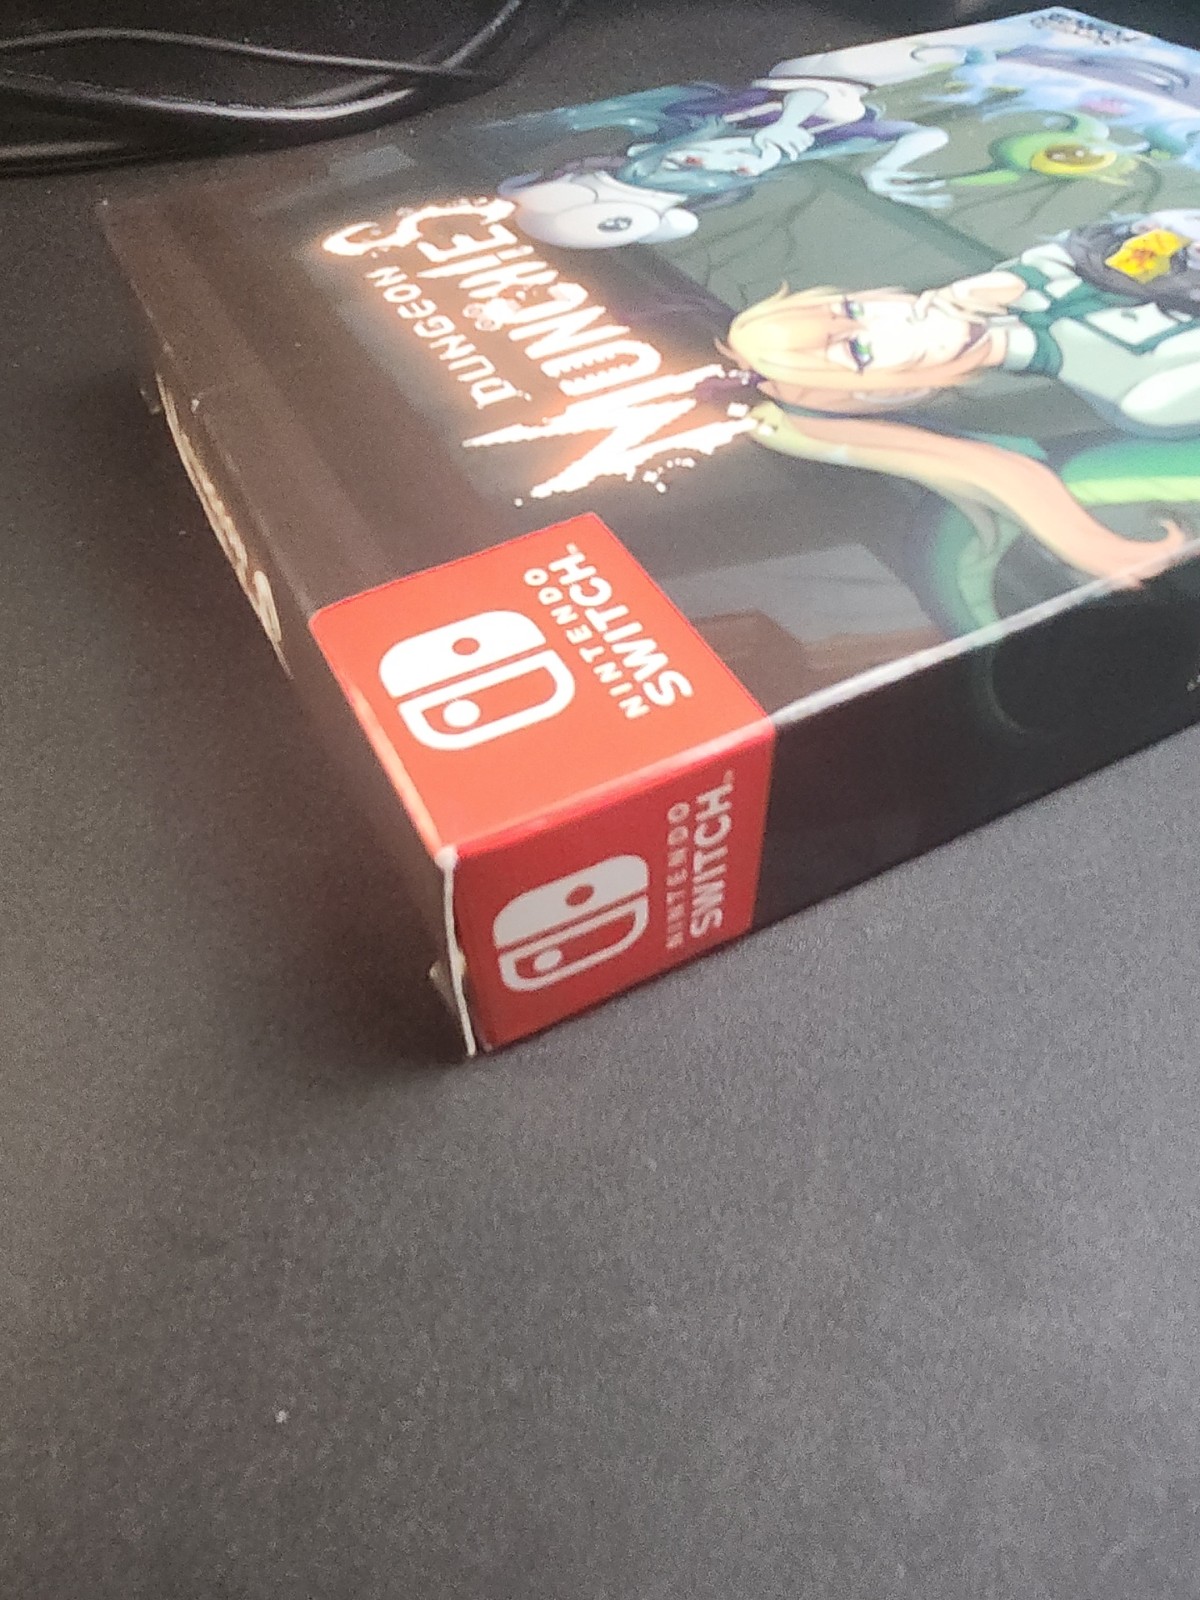 DUNGEON
MUNCHIES
NINTENDO
SWITCH
NINTENDO
SWITCH